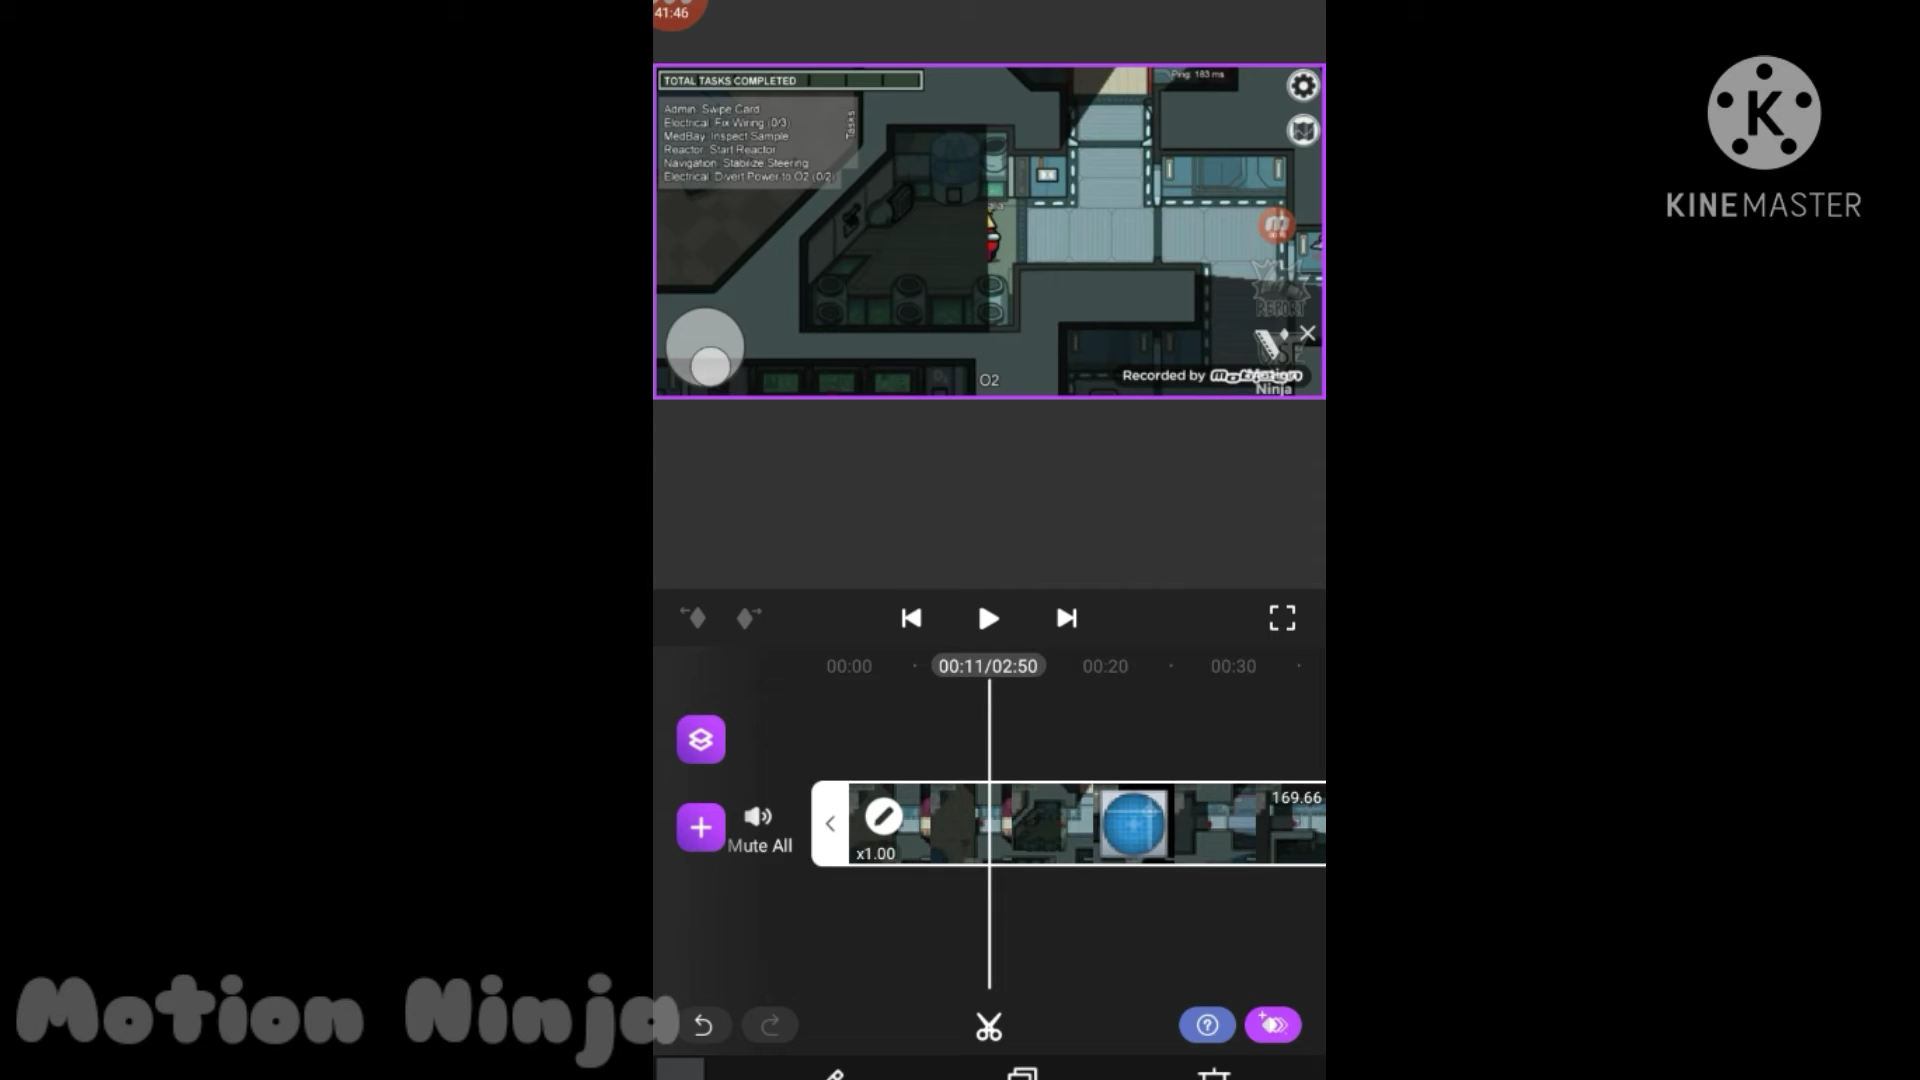 41:46
TOTAL TASKS COMPLETED
Ping: 183 ms
Admin: Swipe Card
Electrical: Fix Wiring (0/3)
MedBay: Inspect Sample
Reactor: Start Reactor
Navigation: Stabilize Steering
Electrical: Divert Power to O2 (0/2)
Tasks
REPORT
USE
O2
Recorded by
Motion
Ninja
K
KINEMASTER
00:00
00:11/02:50
00:20
00:30
169.66
x1.00
Mute All
Motion Ninja